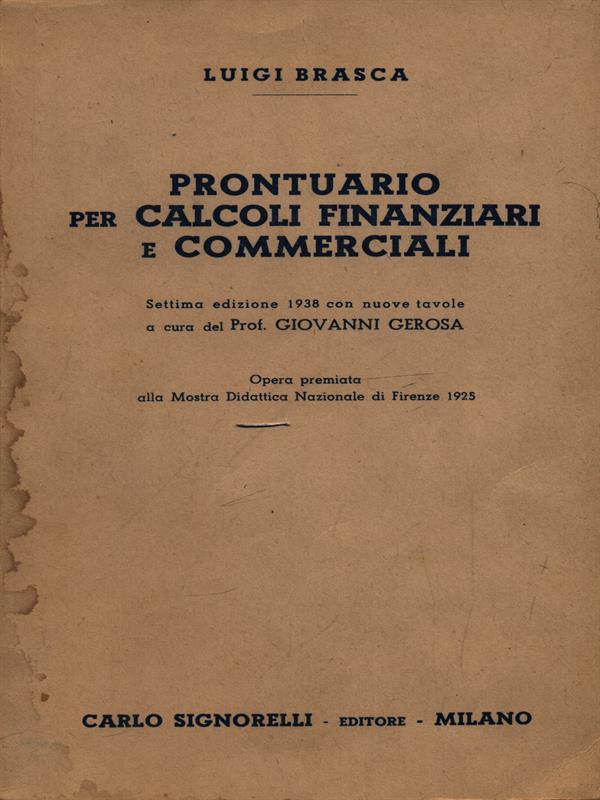 LUIGI BRASCA
PRONTUARIO
PER CALCOLI FINANZIARI
E COMMERCIALI
Settima edizione 1938 con nuove tavole
a cura del Prof. GIOVANNI GEROSA
Opera premiata
alla Mostra Didattica Nazionale di Firenze 1925
CARLO SIGNORELLI - EDITORE - MILANO